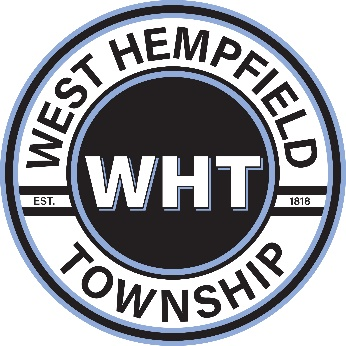 WEST HEMPFIELD
WHT
EST. 1818
TOWNSHIP